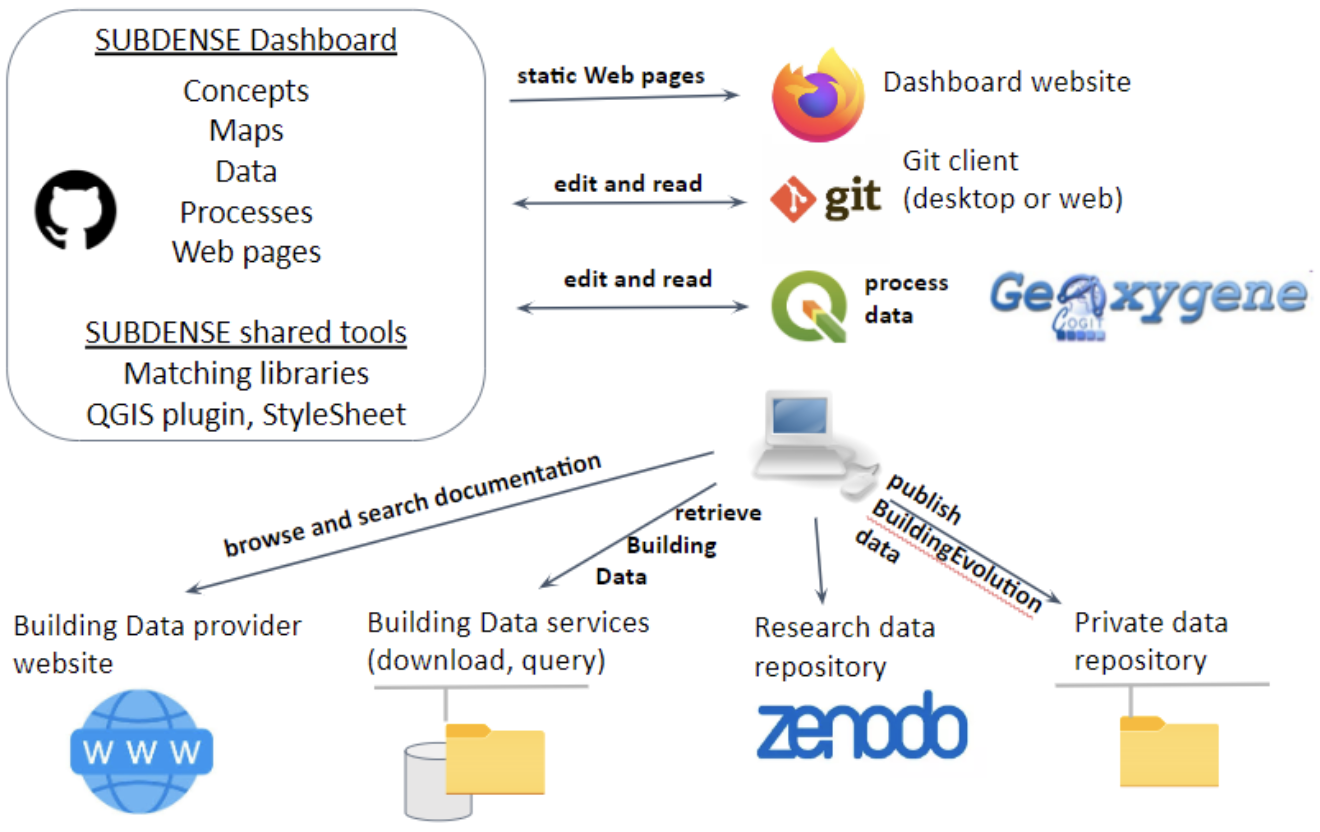 SUBDENSE Dashboard
Concepts
Maps
Data
Processes
Web pages
SUBDENSE shared tools
Matching libraries
QGIS plugin, StyleSheet
static Web pages
Dashboard website
edit and read
git
Git client
(desktop or web)
edit and read
process
data
GeOxygene
COGIT
browse and search documentation
retrieve
Building
Data
publish
BuildingEvolution
data
Building Data provider
website
WWW
Building Data services
(download, query)
Research data
repository
zenodo
Private data
repository